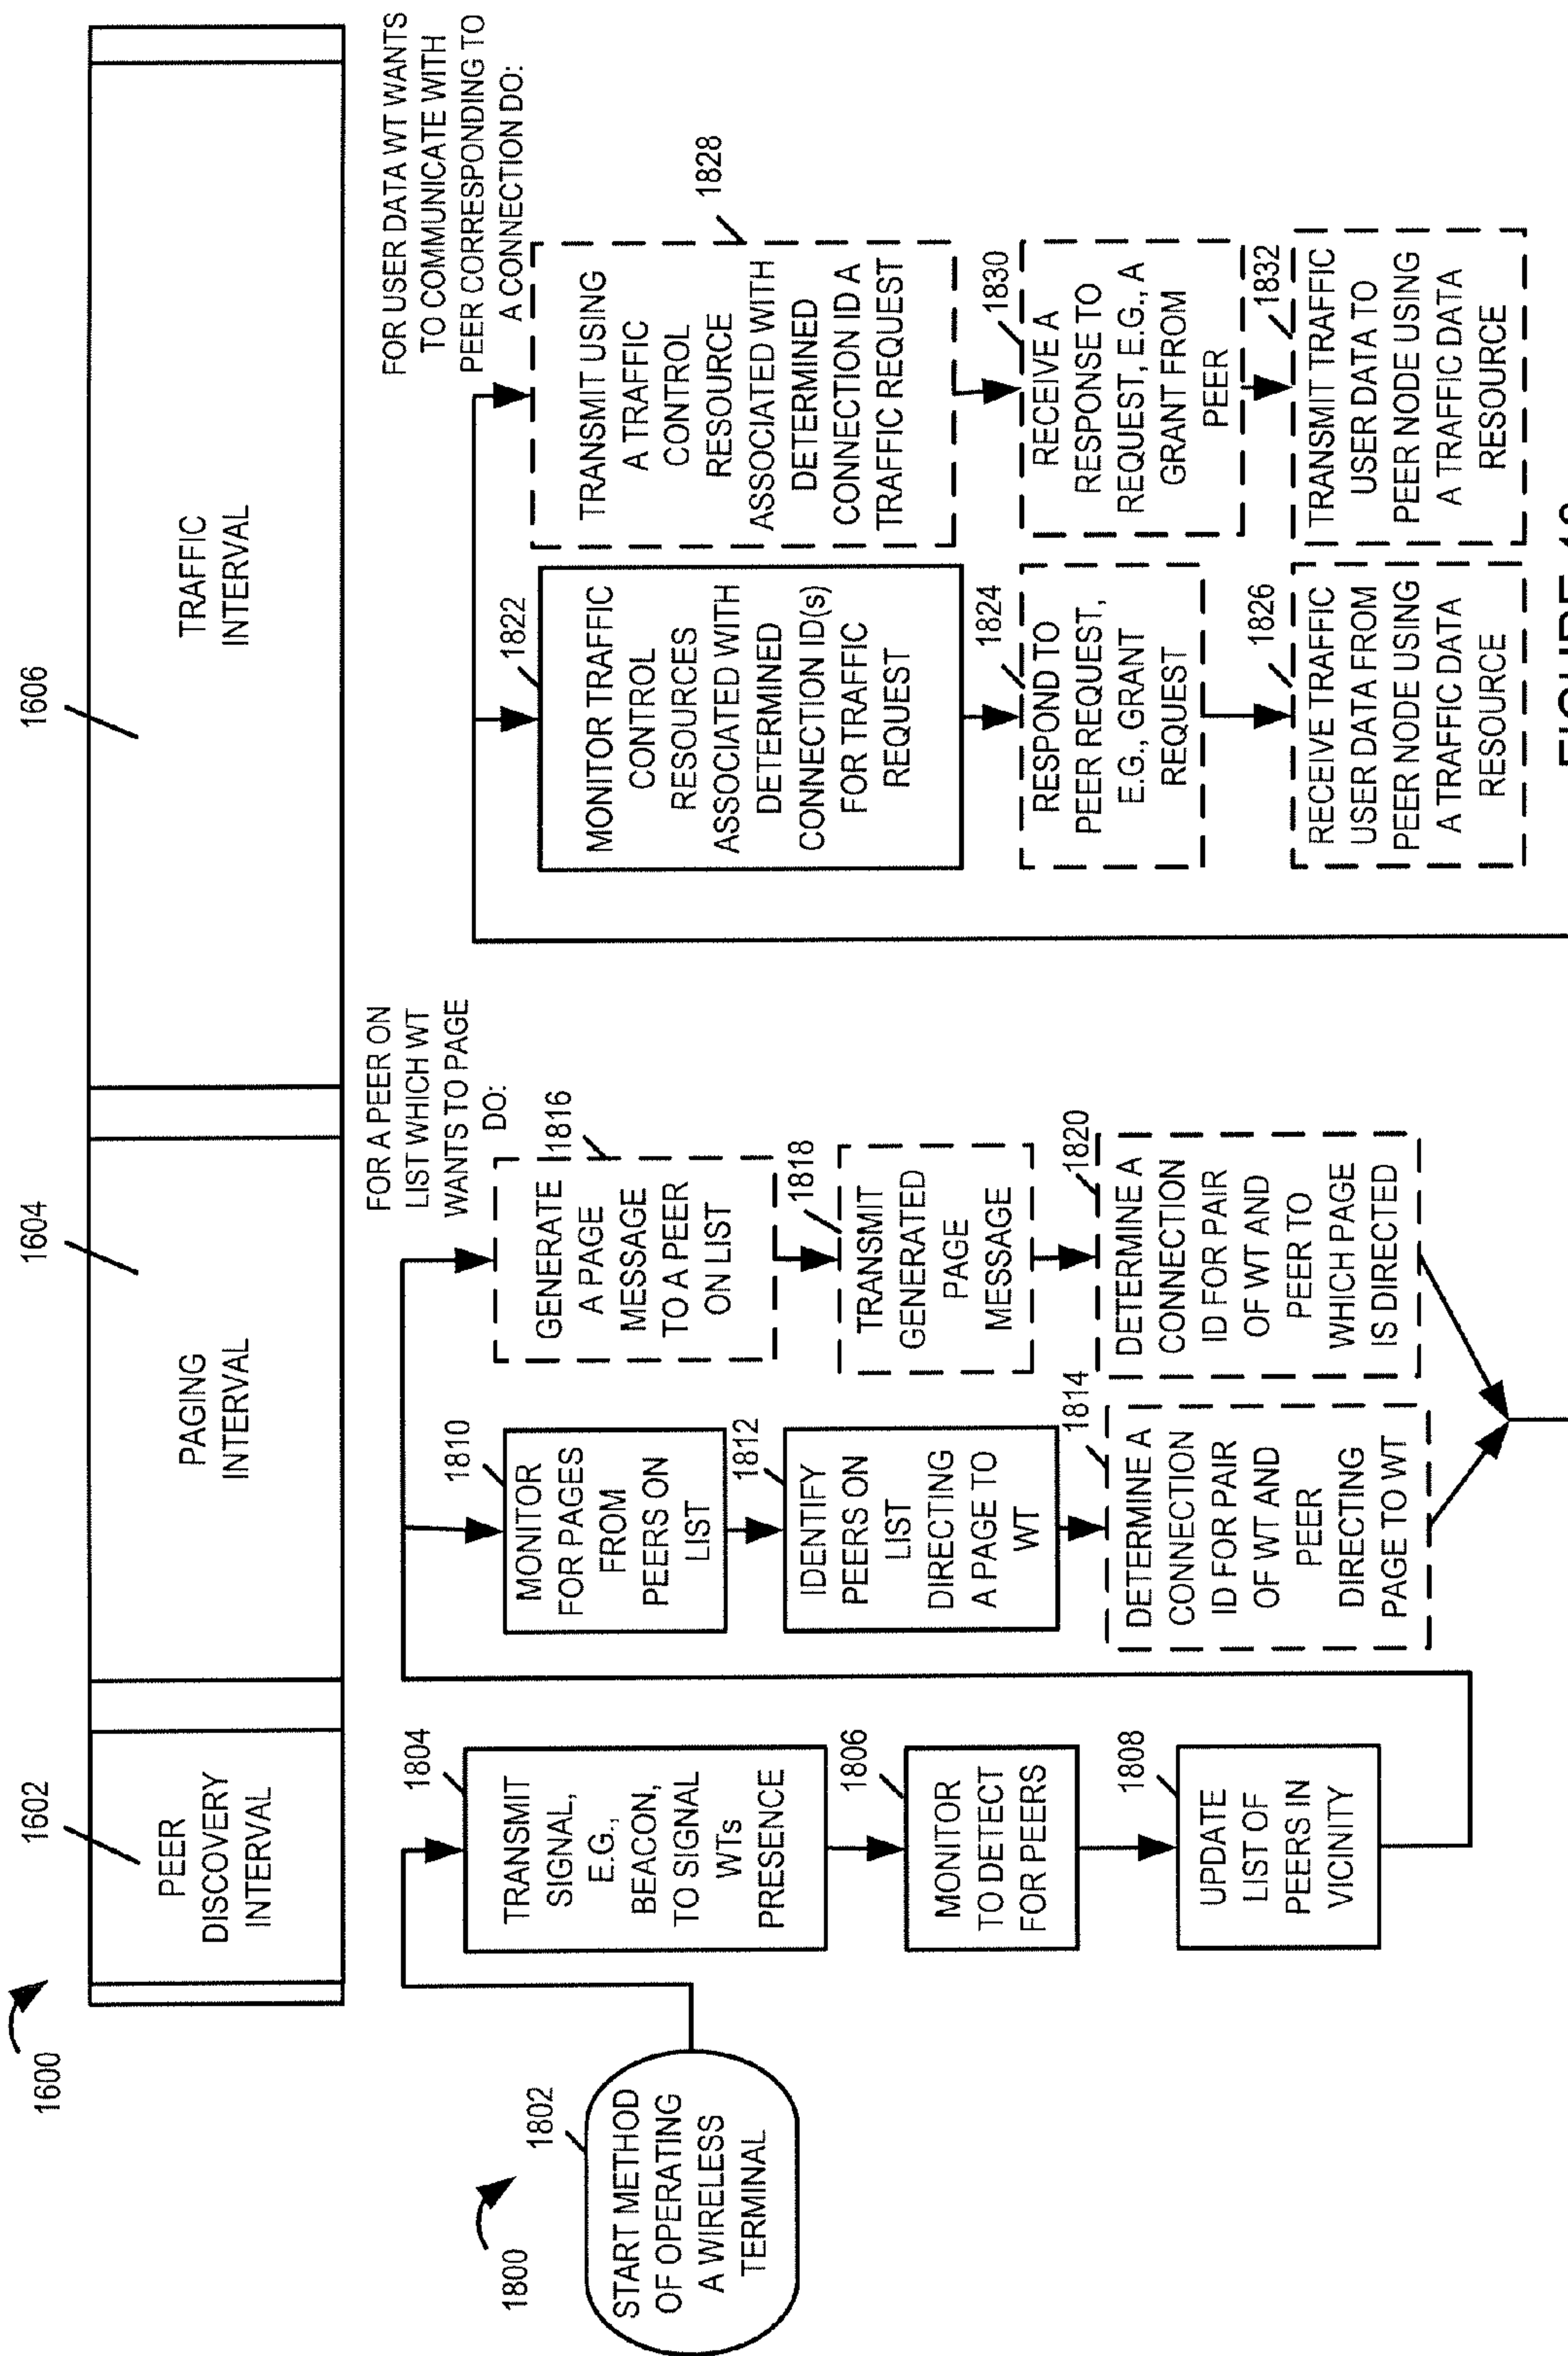 1600
1602
PEER
DISCOVERY
INTERVAL
1604
PAGING
INTERVAL
1606
TRAFFIC
INTERVAL
1800
1802
START METHOD
OF OPERATING
A WIRELESS
TERMINAL
1804
TRANSMIT
SIGNAL,
E.G.,
BEACON,
TO SIGNAL
WTs
PRESENCE
1806
MONITOR
TO DETECT
FOR PEERS
1808
UPDATE
LIST OF
PEERS IN
VICINITY
1810
MONITOR
FOR PAGES
FROM
PEERS ON
LIST
1812
IDENTIFY
PEERS ON
LIST
DIRECTING
A PAGE TO
WT
1814
DETERMINE A
CONNECTION
ID FOR PAIR
OF WT AND
PEER
DIRECTING
PAGE TO WT
FOR A PEER ON
LIST WHICH WT
WANTS TO PAGE
DO:
1816
GENERATE
A PAGE
MESSAGE
TO A PEER
ON LIST
1818
TRANSMIT
GENERATED
PAGE
MESSAGE
1820
DETERMINE A
CONNECTION
ID FOR PAIR
OF WT AND
PEER TO
WHICH PAGE
IS DIRECTED
1822
MONITOR TRAFFIC
CONTROL
RESOURCES
ASSOCIATED WITH
DETERMINED
CONNECTION ID(s)
FOR TRAFFIC
REQUEST
1824
RESPOND TO
PEER REQUEST,
E.G., GRANT
REQUEST
1826
RECEIVE TRAFFIC
USER DATA FROM
PEER NODE USING
A TRAFFIC DATA
RESOURCE
FOR USER DATA WT WANTS
TO COMMUNICATE WITH
PEER CORRESPONDING TO
A CONNECTION DO:
1828
TRANSMIT USING
A TRAFFIC
CONTROL
RESOURCE
ASSOCIATED WITH
DETERMINED
CONNECTION ID A
TRAFFIC REQUEST
1830
RECEIVE A
RESPONSE TO
REQUEST, E.G., A
GRANT FROM
PEER
1832
TRANSMIT TRAFFIC
USER DATA TO
PEER NODE USING
A TRAFFIC DATA
RESOURCE